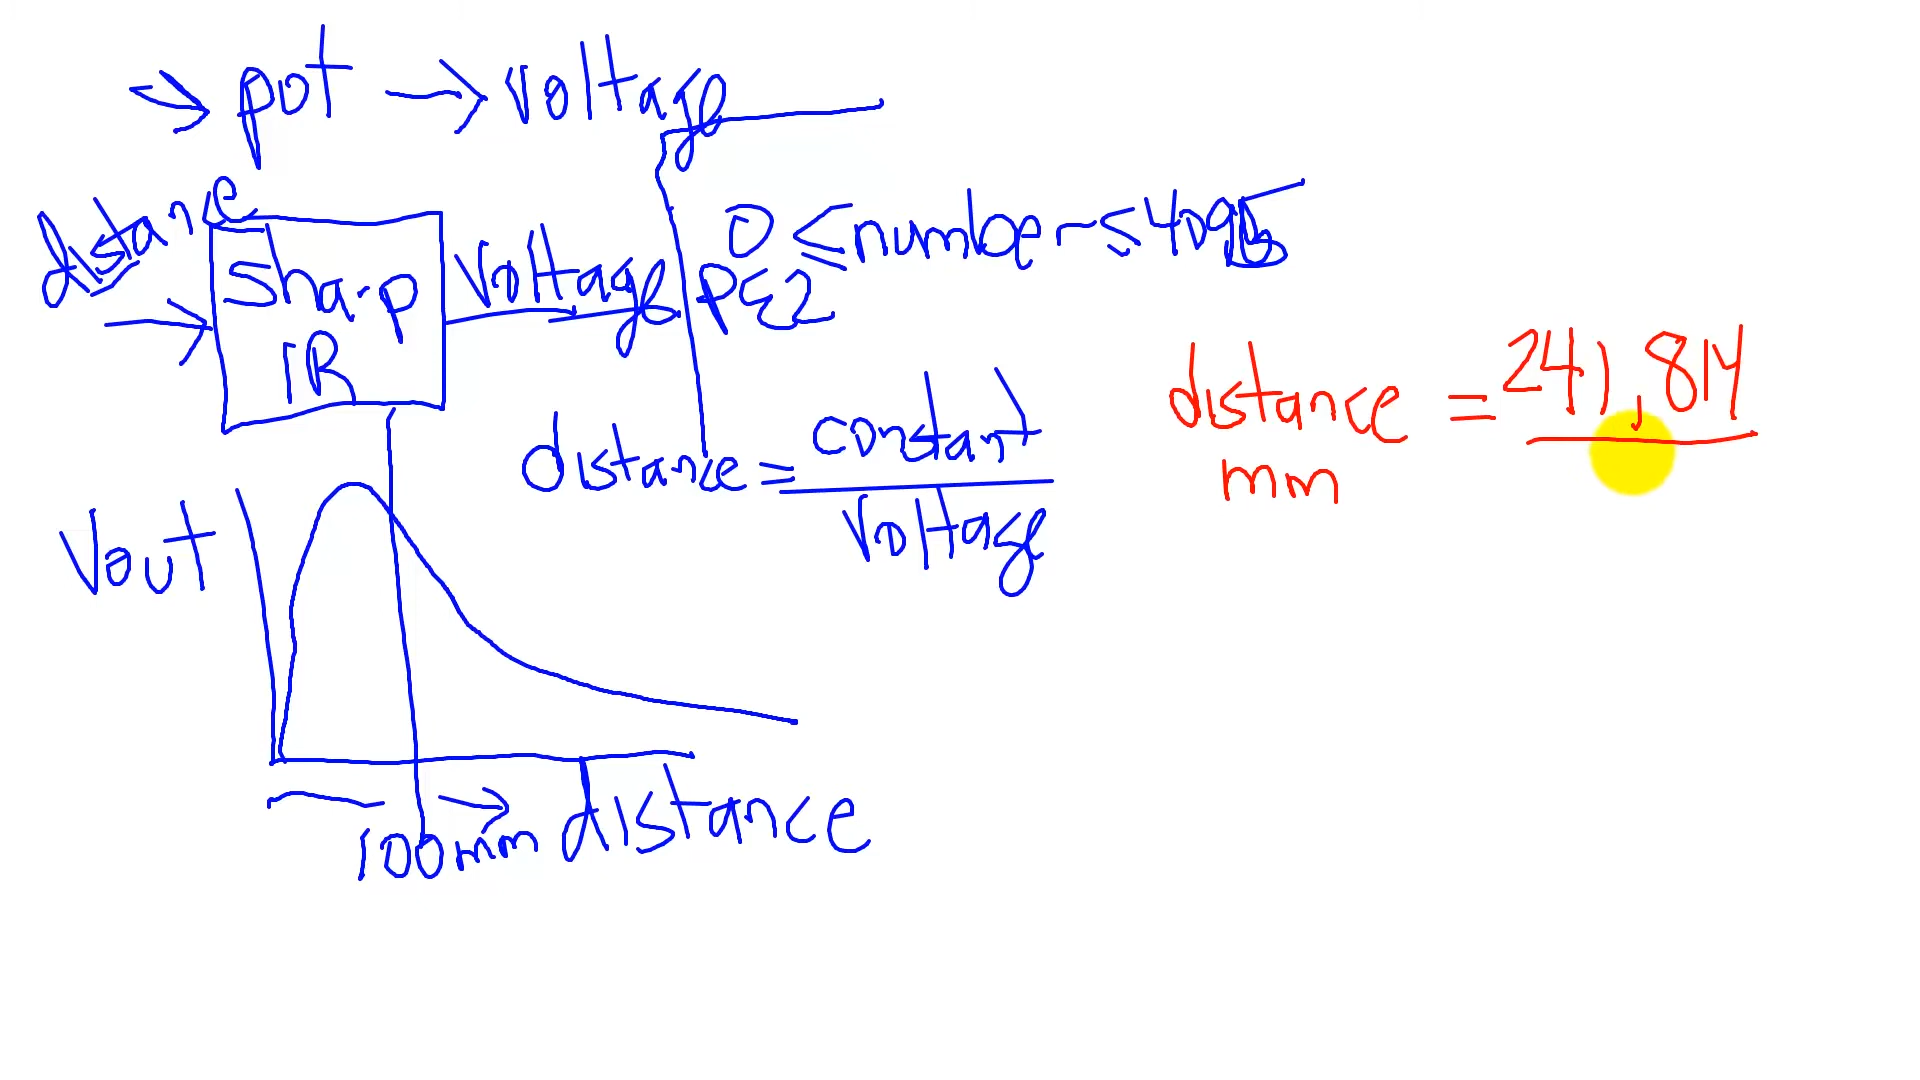 → pot → voltage
distance
Sharp
IR
Voltage
PE2
0 ≤ number ≤ 4095
distance = constant
voltage
distance = 241,814
mm
Vout
100mm
distance